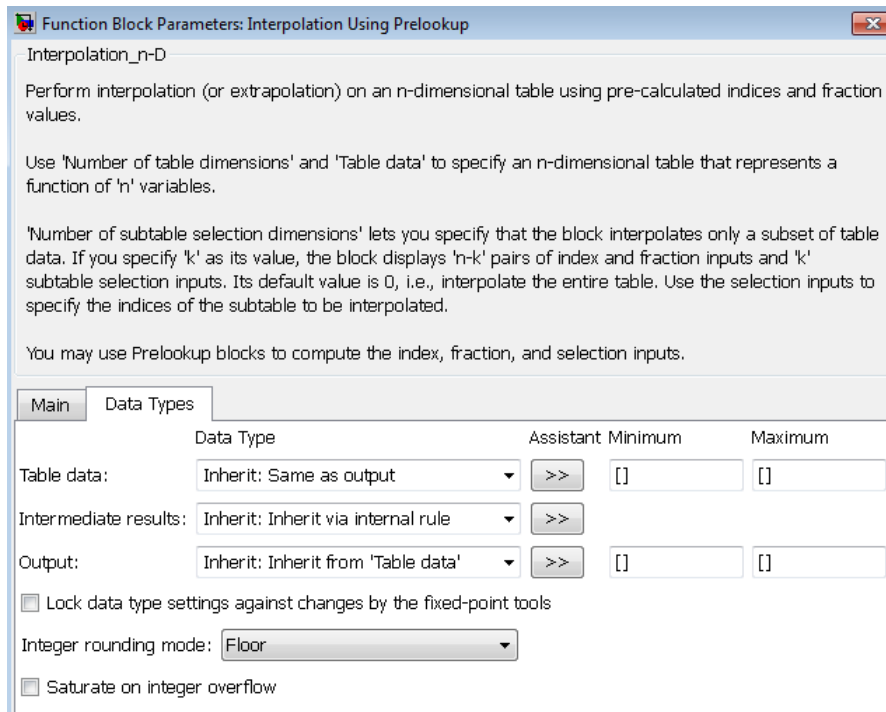 Function Block Parameters: Interpolation Using Prelookup
Interpolation_n-D
Perform interpolation (or extrapolation) on an n-dimensional table using pre-calculated indices and fraction
values.
Use 'Number of table dimensions' and 'Table data' to specify an n-dimensional table that represents a
function of 'n' variables.
'Number of subtable selection dimensions' lets you specify that the block interpolates only a subset of table
data. If you specify 'k' as its value, the block displays 'n-k' pairs of index and fraction inputs and 'k'
subtable selection inputs. Its default value is 0, i.e., interpolate the entire table. Use the selection inputs to
specify the indices of the subtable to be interpolated.
You may use Prelookup blocks to compute the index, fraction, and selection inputs.
Main Data Types
Data Type Assistant Minimum Maximum
Table data: Inherit: Same as output >> [] []
Intermediate results: Inherit: Inherit via internal rule >>
Output: Inherit: Inherit from 'Table data' >> [] []
Lock data type settings against changes by the fixed-point tools
Integer rounding mode: Floor
Saturate on integer overflow